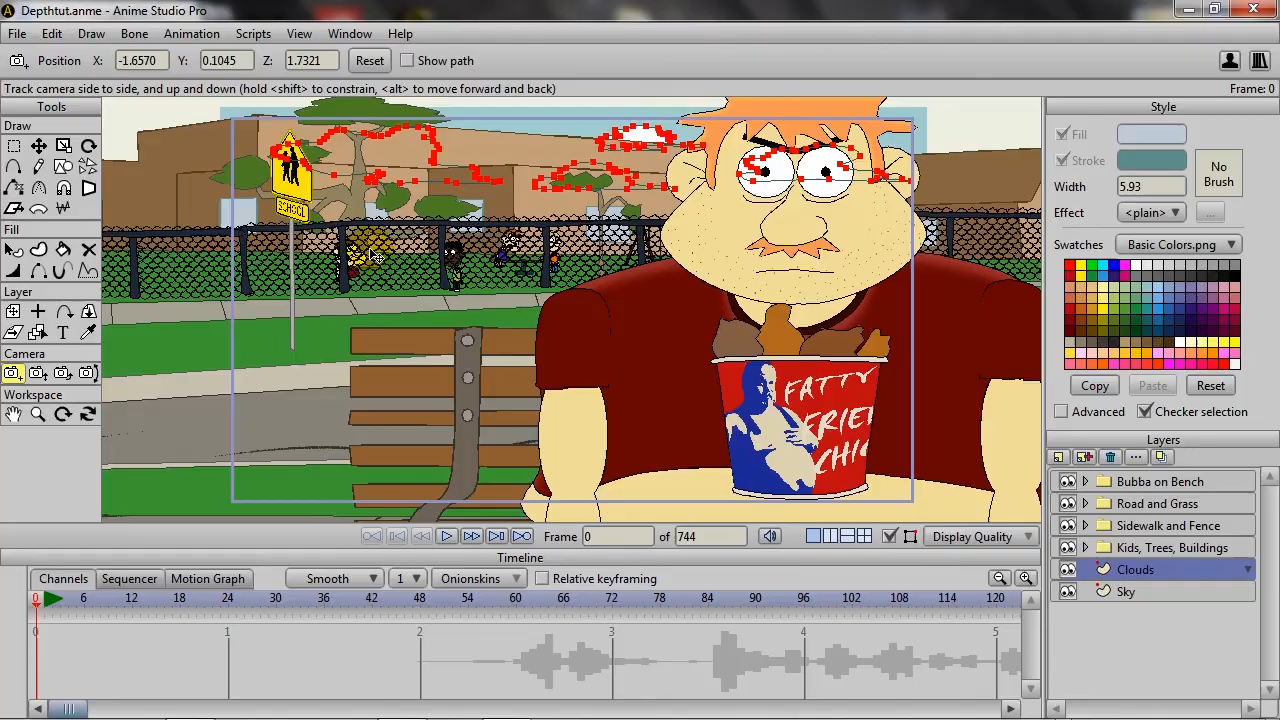 Depthtut.anme - Anime Studio Pro
File Edit Draw Bone Animation Scripts View Window Help
Position X: -1.6570 Y: 0.1045 Z: 1.7321 Reset Show path
Track camera side to side, and up and down (hold <shift> to constrain, <alt> to move forward and back) Frame: 0
Tools
Draw
Fill
Layer
Camera
Workspace
SCHOOL
FATTY
FRIE
CHIC
Style
Fill
Stroke
No
Brush
Width 5.93
Effect <plain> ...
Swatches Basic Colors.png
Copy Paste Reset
Advanced Checker selection
Layers
Bubba on Bench
Road and Grass
Sidewalk and Fence
Kids, Trees, Buildings
Clouds
Sky
Frame 0 of 744 Display Quality
Timeline
Channels Sequencer Motion Graph Smooth 1 Onionskins Relative keyframing
0 6 12 18 24 30 36 42 48 54 60 66 72 78 84 90 96 102 108 114 120
0 1 2 3 4 5